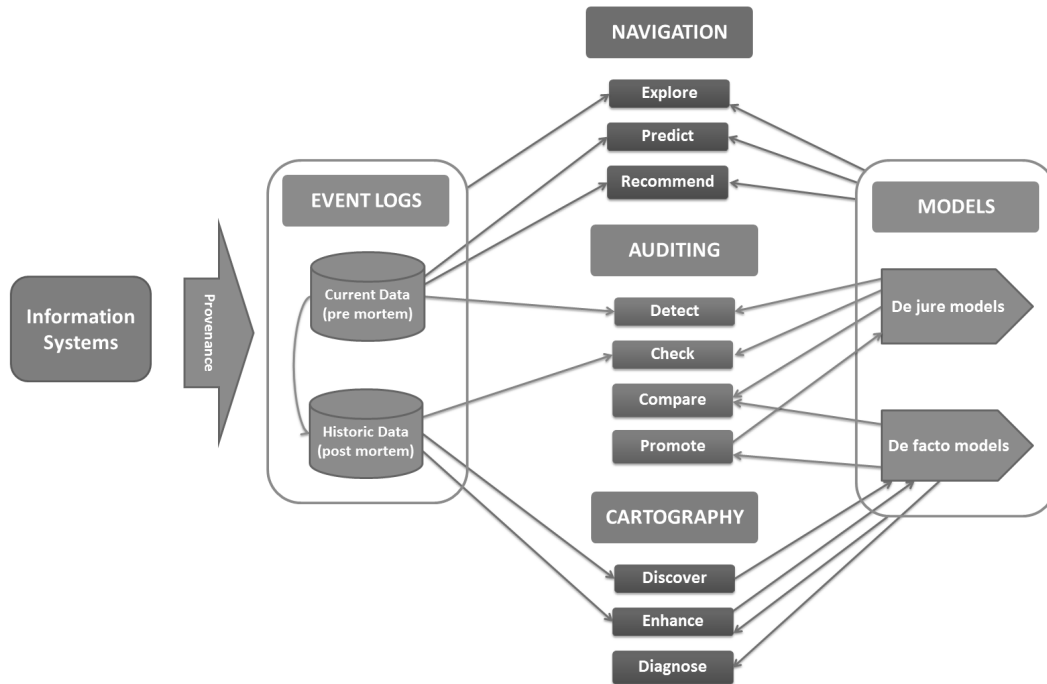 NAVIGATION
Explore
Predict
Recommend
EVENT LOGS
MODELS
AUDITING
Information
Systems
Provenance
Current Data
(pre mortem)
Detect
Check
Compare
Promote
De jure models
Historic Data
(post mortem)
De facto models
CARTOGRAPHY
Discover
Enhance
Diagnose